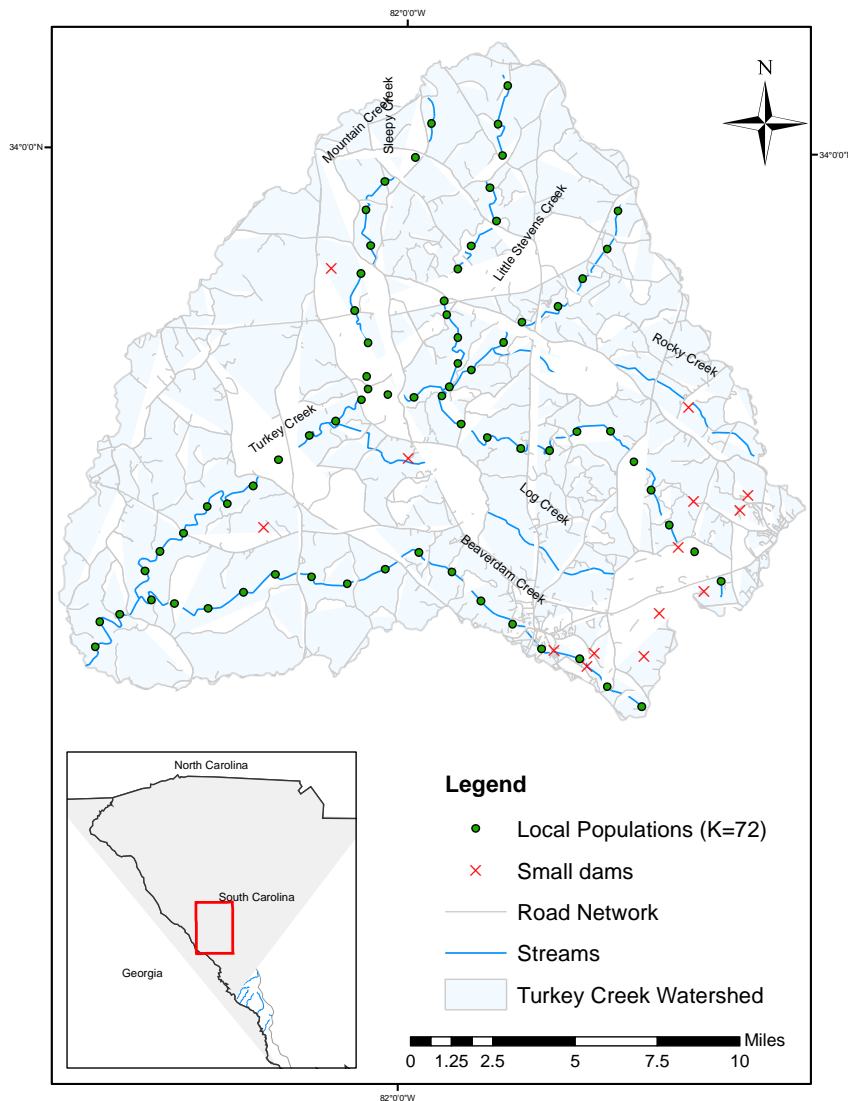 82°0'0"W
N
34°0'0"N
34°0'0"N
Mountain Creek
Sleepy Creek
Little Stevens Creek
Rocky Creek
Turkey Creek
Log Creek
Beaverdam Creek
North Carolina
South Carolina
Georgia
Legend
Local Populations (K=72)
Small dams
Road Network
Streams
Turkey Creek Watershed
Miles
0 1.25 2.5 5 7.5 10
82°0'0"W